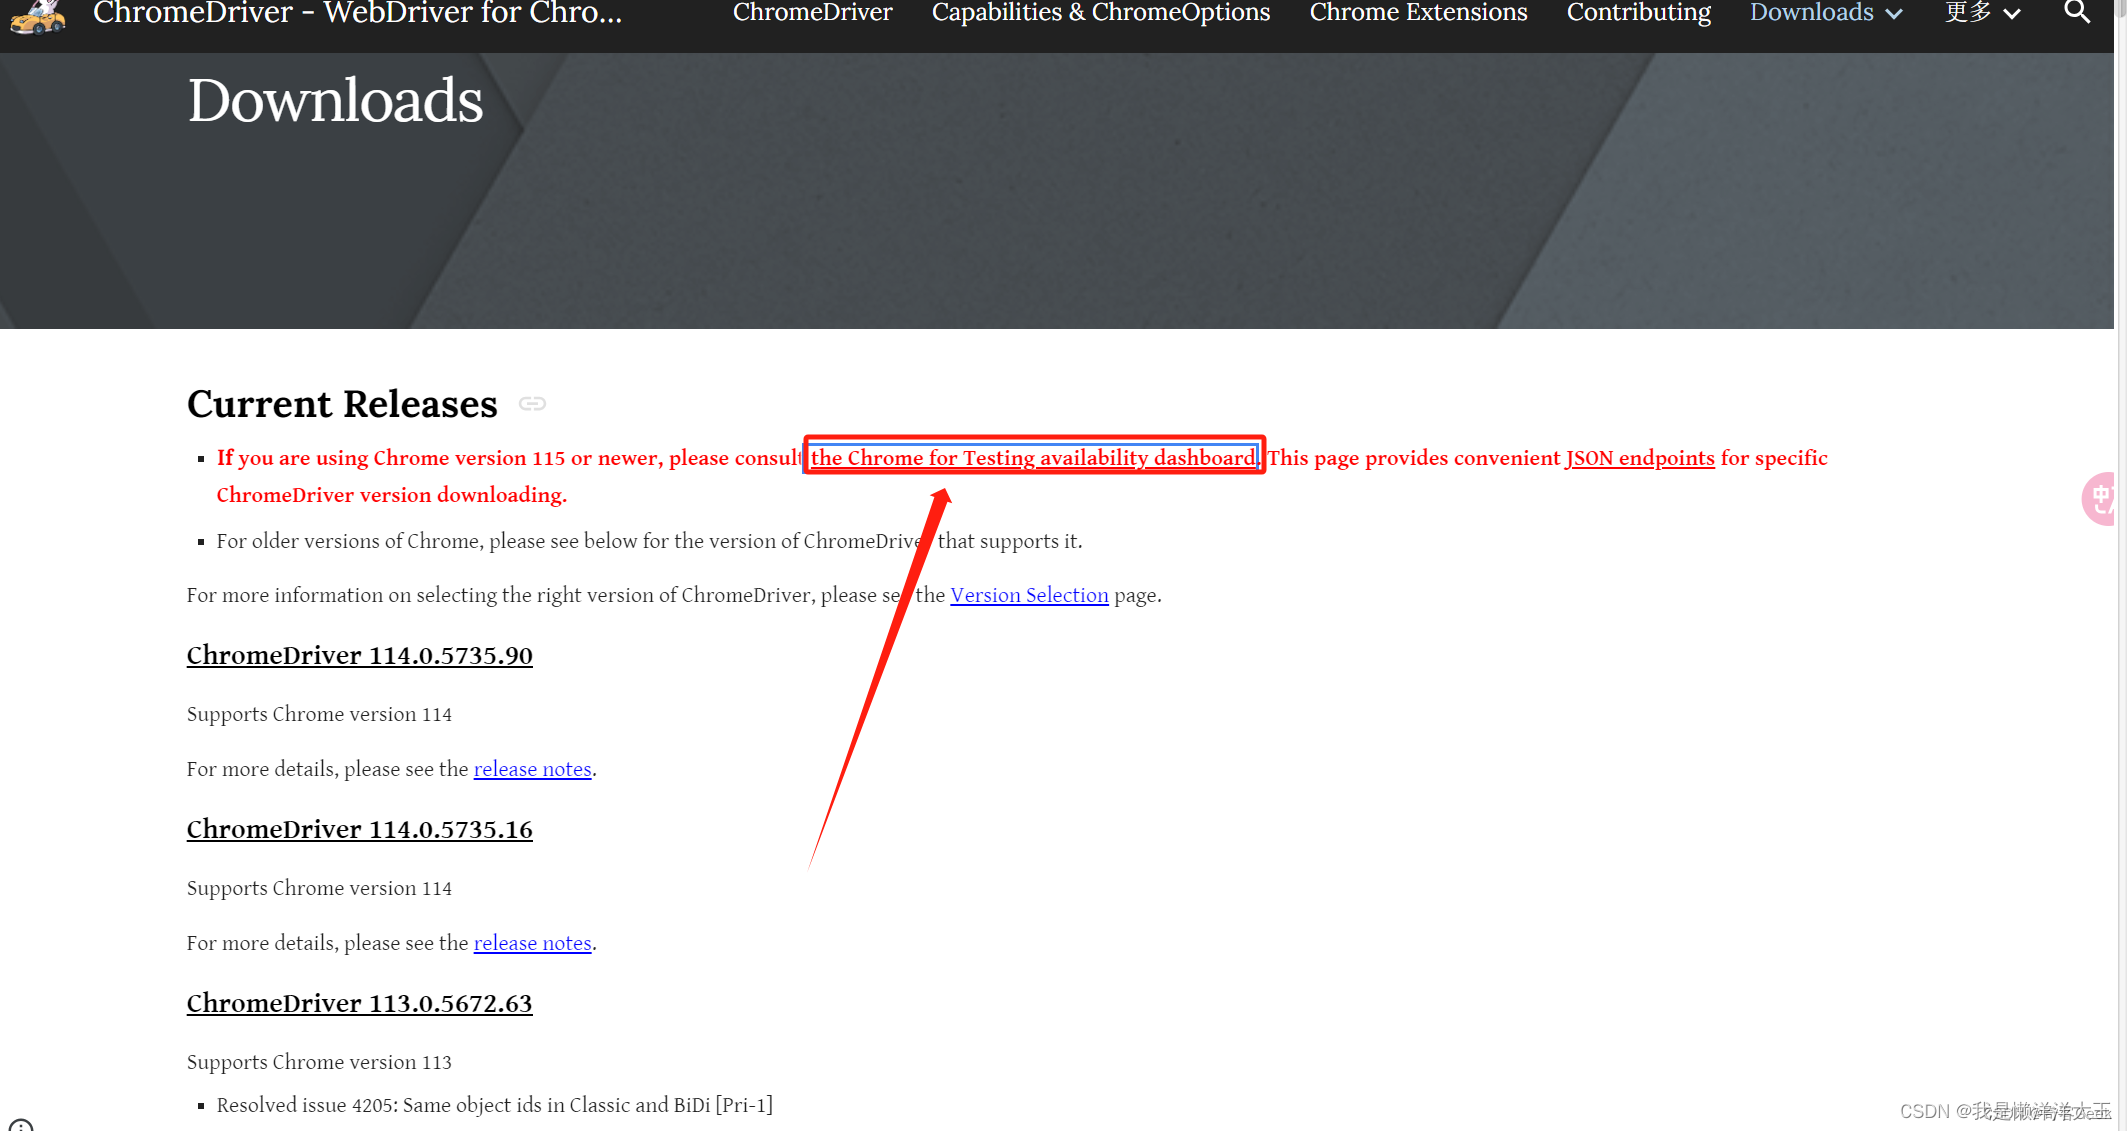 ChromeDriver - WebDriver for Chro...
ChromeDriver Capabilities & ChromeOptions Chrome Extensions Contributing Downloads 更多
Downloads
Current Releases
If you are using Chrome version 115 or newer, please consult the Chrome for Testing availability dashboard. This page provides convenient JSON endpoints for specific
ChromeDriver version downloading.
For older versions of Chrome, please see below for the version of ChromeDriver that supports it.
For more information on selecting the right version of ChromeDriver, please see the Version Selection page.
ChromeDriver 114.0.5735.90
Supports Chrome version 114
For more details, please see the release notes.
ChromeDriver 114.0.5735.16
Supports Chrome version 114
For more details, please see the release notes.
ChromeDriver 113.0.5672.63
Supports Chrome version 113
Resolved issue 4205: Same object ids in Classic and BiDi [Pri-1]
CSDN @我是懒洋洋大王